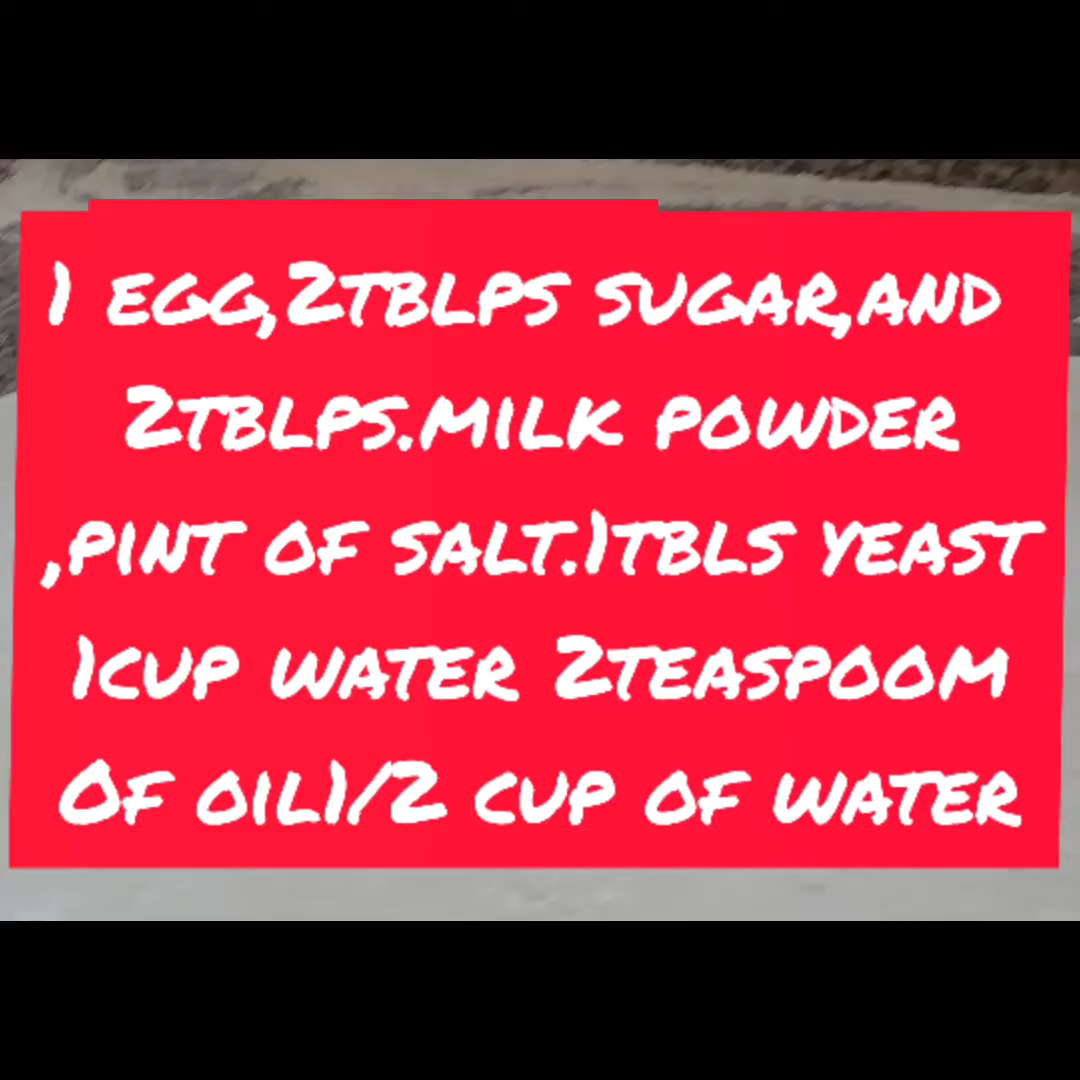 1 EGG,2TBLPS SUGAR,AND
2TBLPS.MILK POWDER
,PINT OF SALT.1TBLS YEAST
1CUP WATER 2TEASPOOM
OF OIL1/2 CUP OF WATER